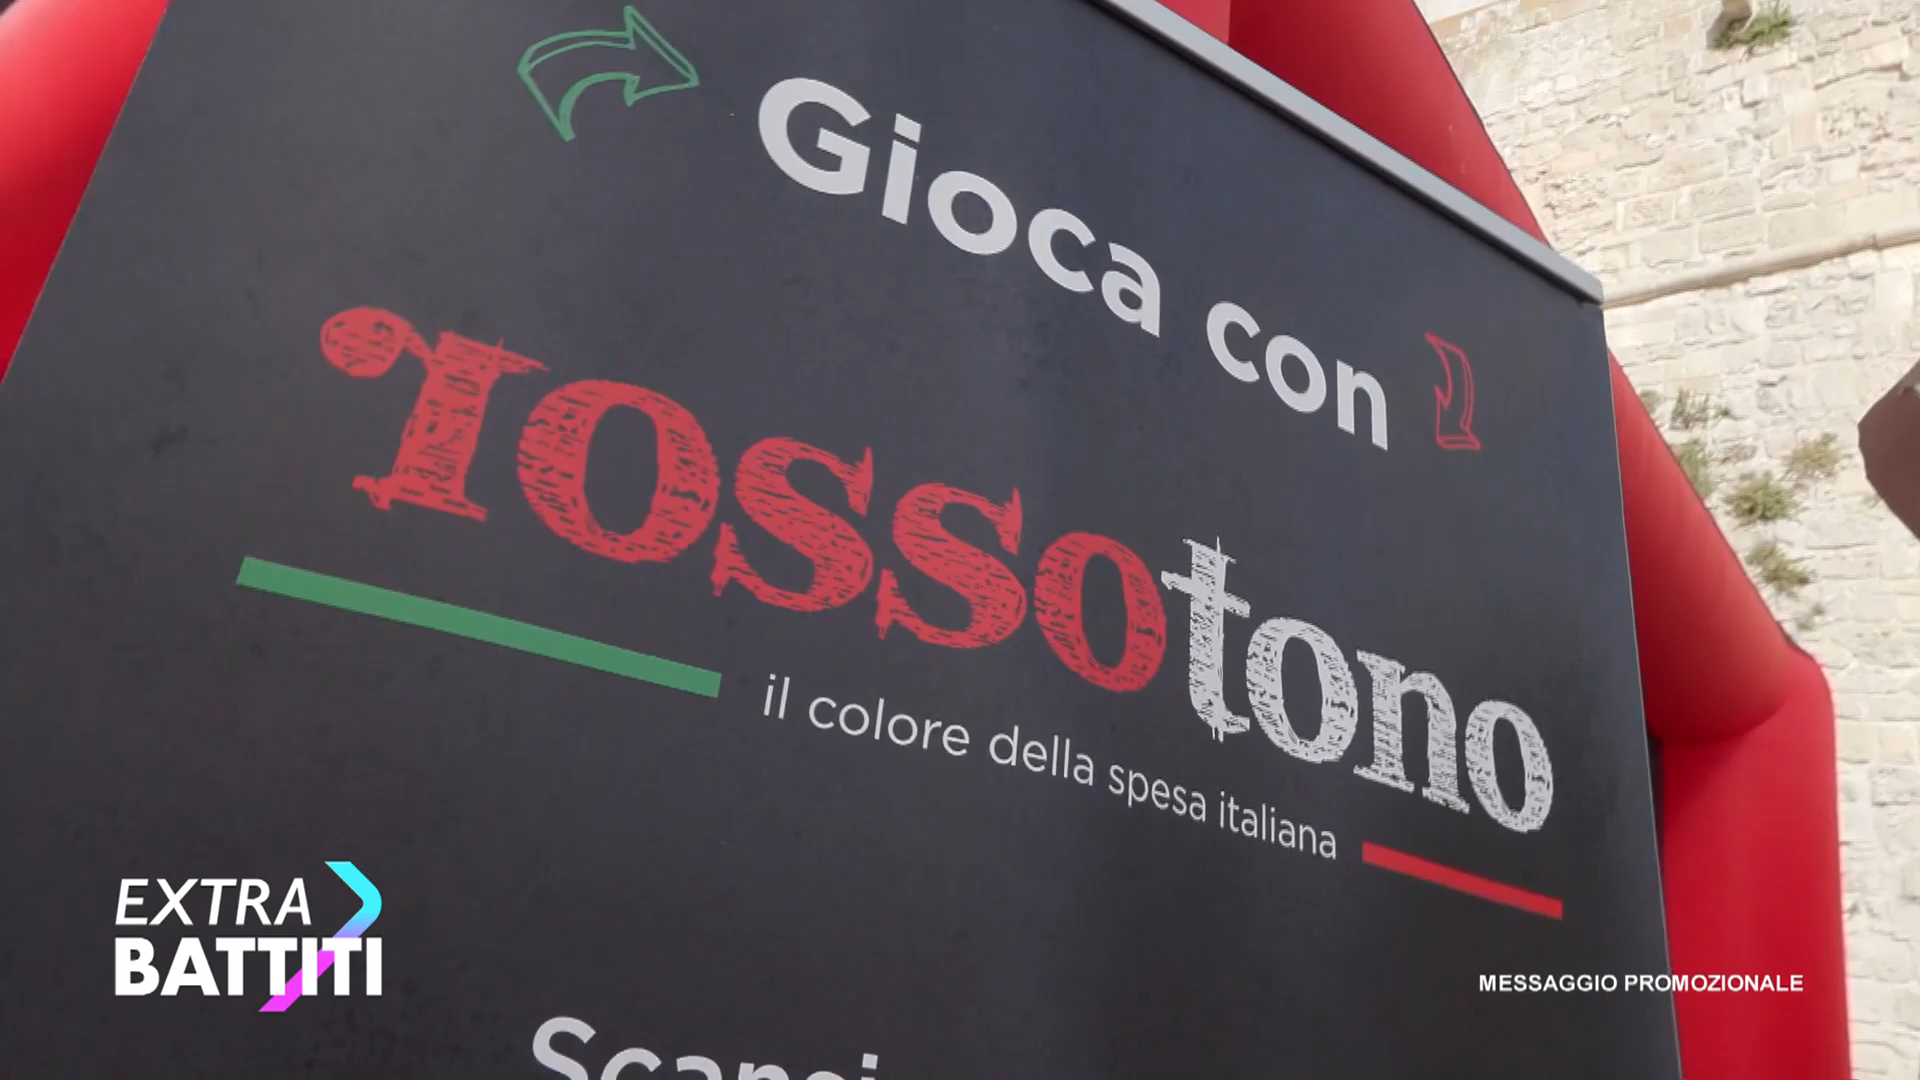 Gioca con
rossotono
il colore della spesa italiana
EXTRA
BATTITI
MESSAGGIO PROMOZIONALE